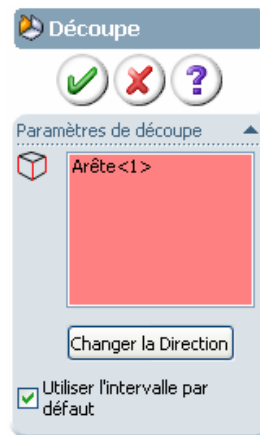 Découpe
?
Paramètres de découpe
Arête<1>
Changer la Direction
Utiliser l'intervalle par
défaut